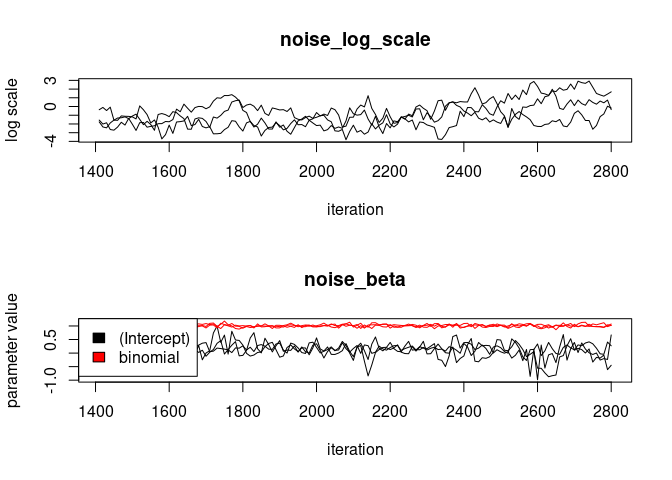 noise_log_scale
log scale
3
0
-4
1400 1600 1800 2000 2200 2400 2600 2800
iteration
noise_beta
parameter value
0.5
-1.0
(Intercept)
binomial
1400 1600 1800 2000 2200 2400 2600 2800
iteration